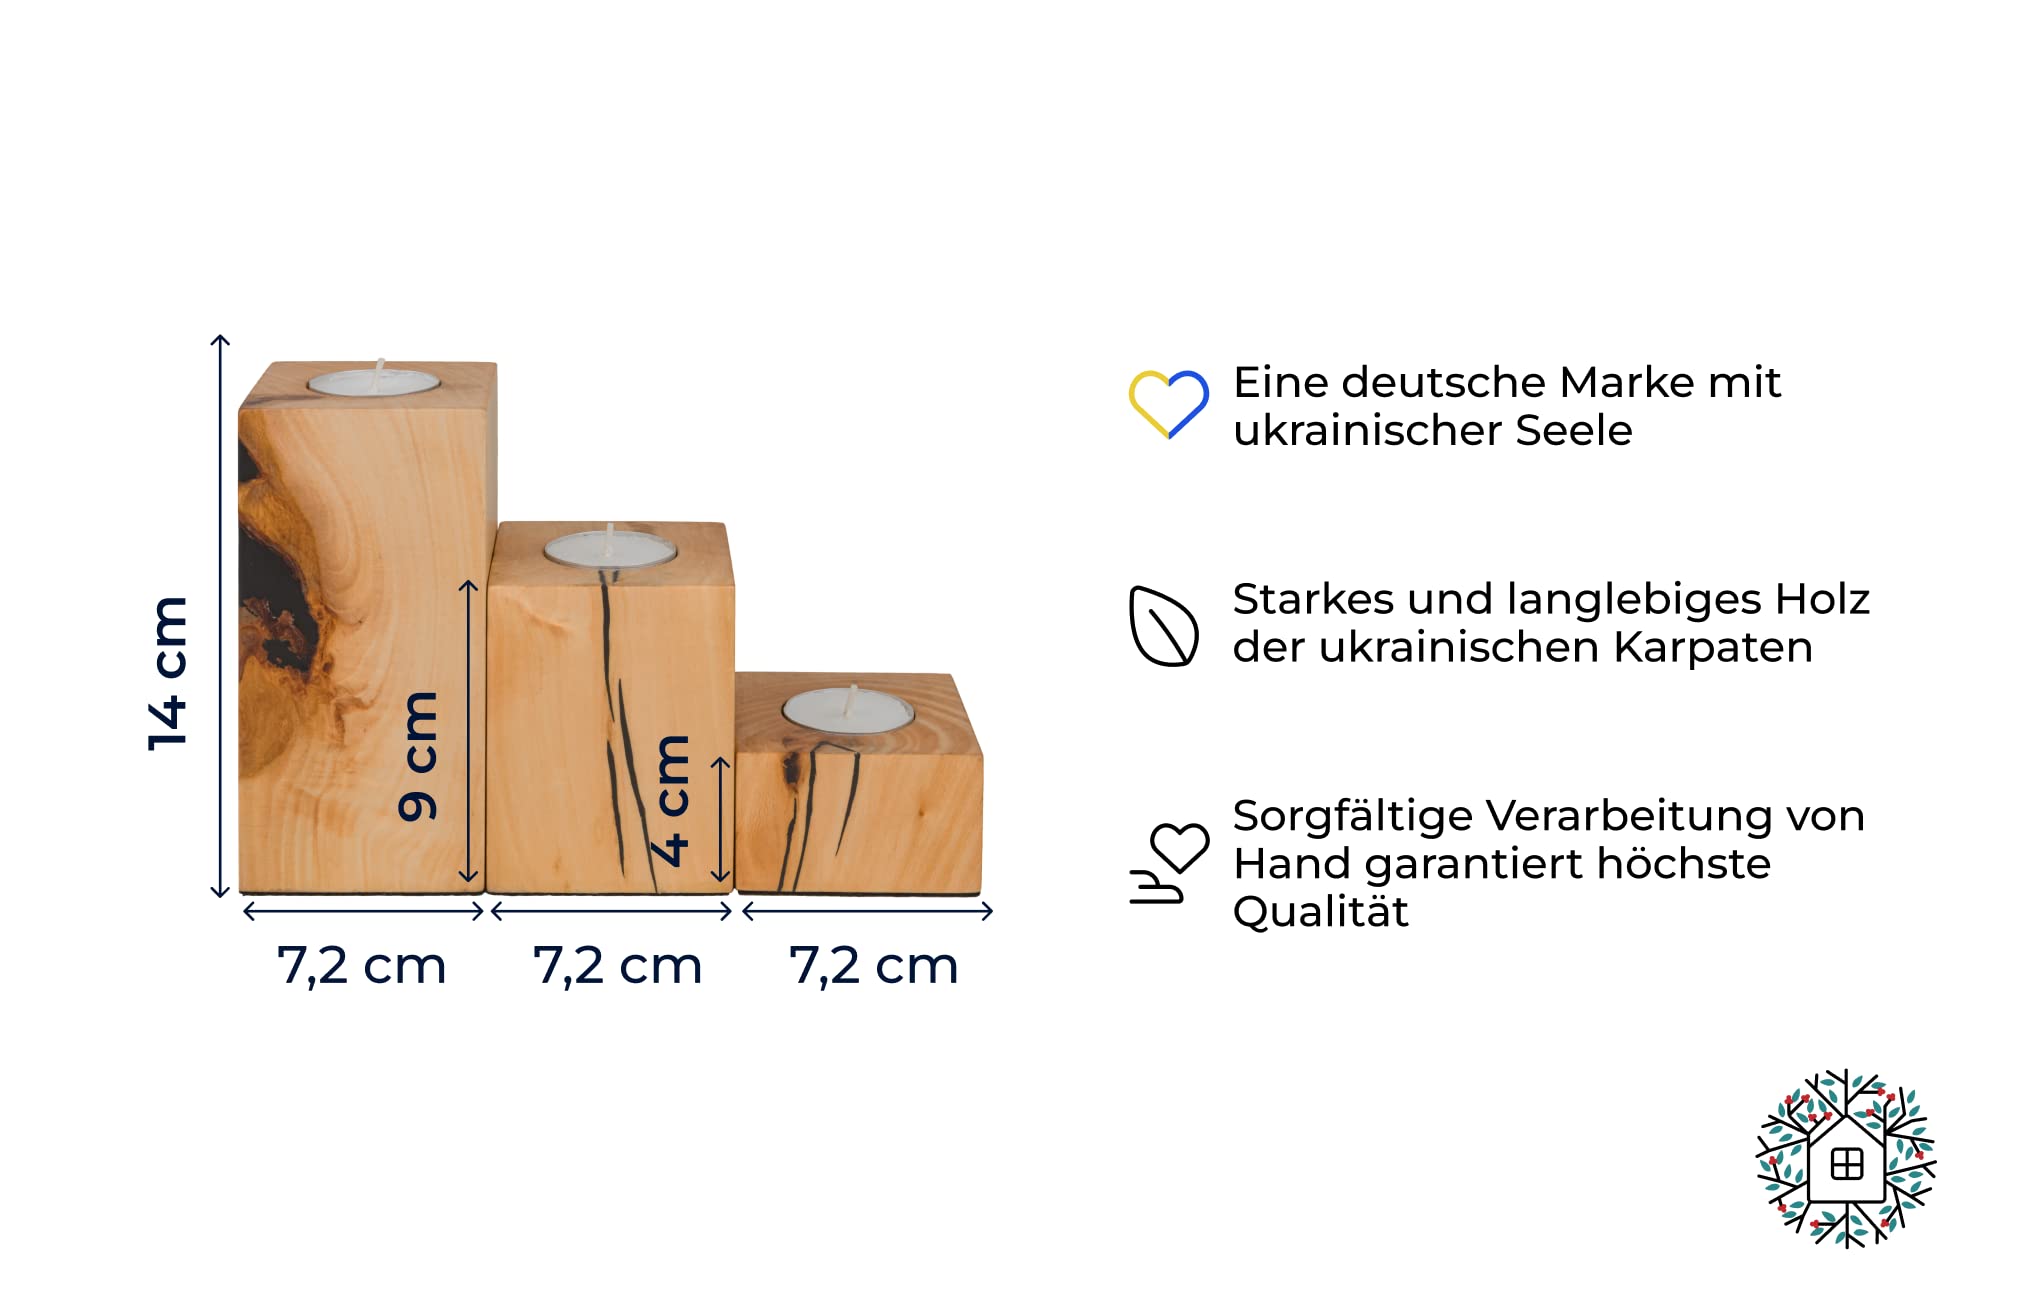 14 cm
9 cm
4 cm
7,2 cm
7,2 cm
7,2 cm
Eine deutsche Marke mit
ukrainischer Seele
Starkes und langlebiges Holz
der ukrainischen Karpaten
Sorgfältige Verarbeitung von
Hand garantiert höchste
Qualität